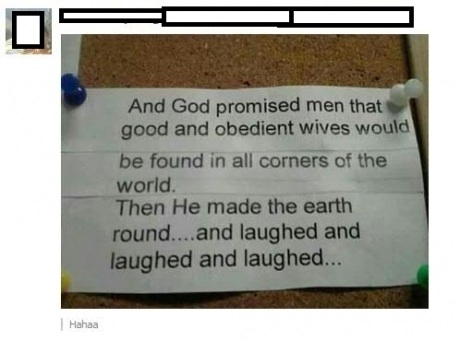 And God promised men that
good and obedient wives would
be found in all corners of the
world.
Then He made the earth
round....and laughed and
laughed and laughed...
Hahaa